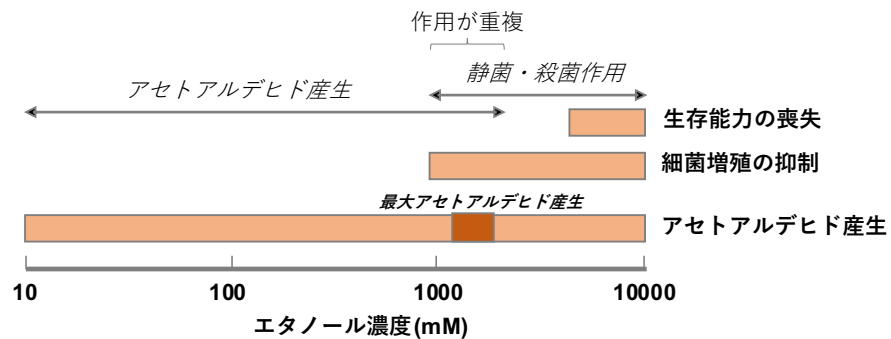 作用が重複
静菌・殺菌作用
アセトアルデヒド産生
生存能力の喪失
細菌増殖の抑制
最大アセトアルデヒド産生
アセトアルデヒド産生
10 100 1000 10000
エタノール濃度(mM)